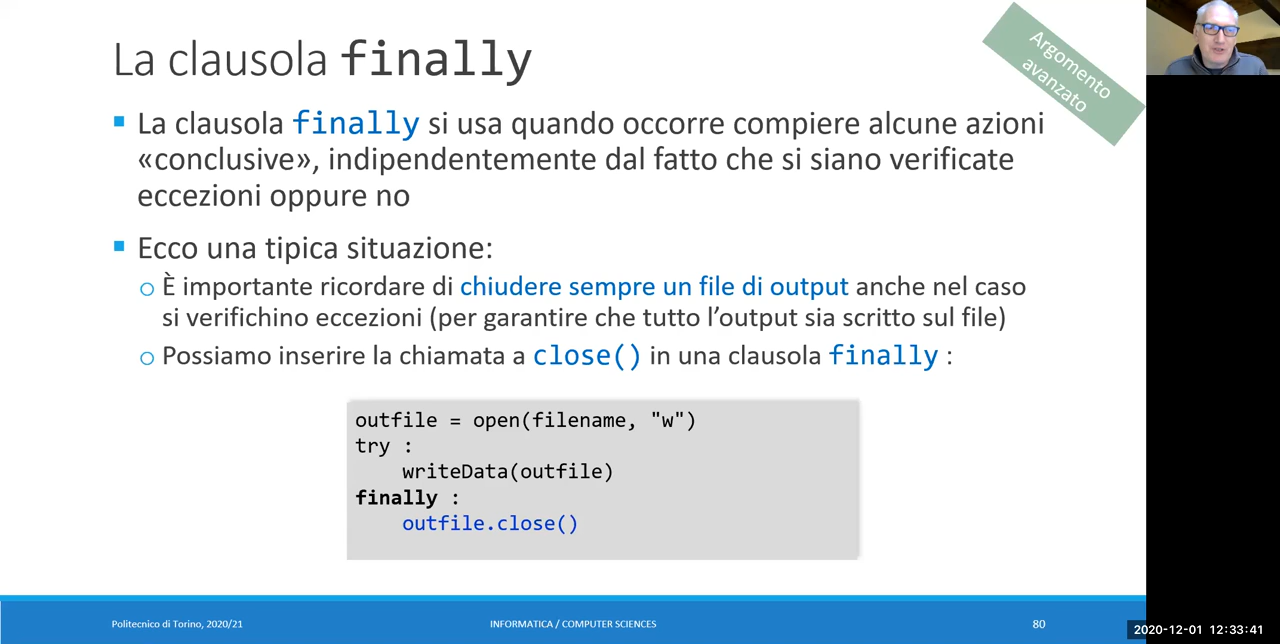 La clausola finally
Argomento
avanzato
▪ La clausola finally si usa quando occorre compiere alcune azioni
«conclusive», indipendentemente dal fatto che si siano verificate
eccezioni oppure no
▪ Ecco una tipica situazione:
o È importante ricordare di chiudere sempre un file di output anche nel caso
si verifichino eccezioni (per garantire che tutto l’output sia scritto sul file)
o Possiamo inserire la chiamata a close() in una clausola finally :
outfile = open(filename, "w")
try :
    writeData(outfile)
finally :
    outfile.close()
Politecnico di Torino, 2020/21
INFORMATICA / COMPUTER SCIENCES
80
2020-12-01 12:33:41